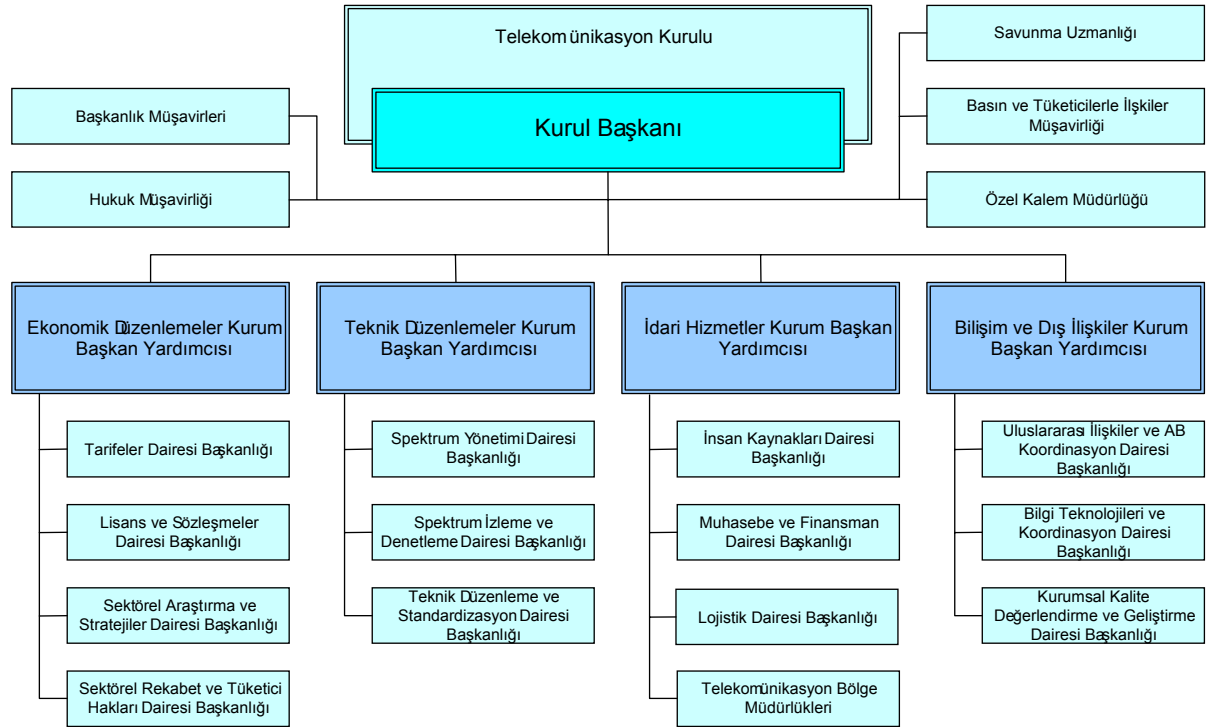 Telekomünikasyon Kurulu
Kurul Başkanı
Savunma Uzmanlığı
Başkanlık Müşavirleri
Basın ve Tüketicilerle İlşkiler
Müşavirliği
Hukuk Müşavirliği
Özel Kalem Müdürlüğü
Ekonomik Düzenlemeler Kurum
Başkan Yardımcısı
Teknik Düzenlemeler Kurum
Başkan Yardımcısı
İdari Hizmetler Kurum Başkan
Yardımcısı
Bilişim ve Dış İlişkiler Kurum
Başkan Yardımcısı
Tarifeler Dairesi Başkanlığı
Lisans ve Sözleşmeler
Dairesi Başkanlığı
Sektörel Araştırma ve
Stratejiler Dairesi Başkanlığı
Sektörel Rekabet ve Tüketici
Hakları Dairesi Başkanlığı
Spektrum Yönetimi Dairesi
Başkanlığı
Spektrum İzleme ve
Denetleme Dairesi Başkanlığı
Teknik Düzenleme ve
Standardizasyon Dairesi
Başkanlığı
İnsan Kaynakları Dairesi
Başkanlığı
Muhasebe ve Finansman
Dairesi Başkanlığı
Lojistik Dairesi Başkanlığı
Telekomünikasyon Bölge
Müdürlükleri
Uluslararası İlişkiler ve AB
Koordinasyon Dairesi
Başkanlığı
Bilgi Teknolojileri ve
Koordinasyon Dairesi
Başkanlığı
Kurumsal Kalite
Değerlendirme ve Geliştirme
Dairesi Başkanlığı